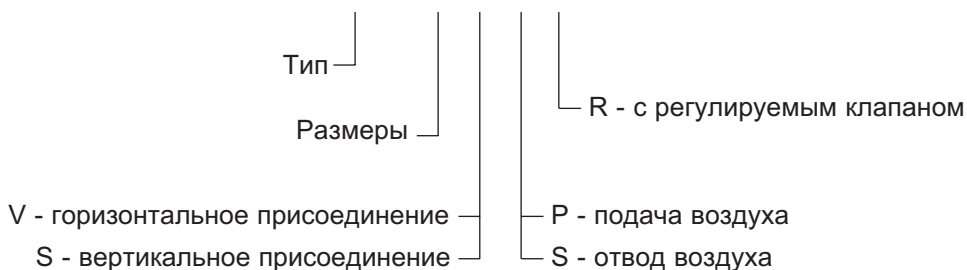 Тип
R - с регулируемым клапаном
Размеры
V - горизонтальное присоединение
P - подача воздуха
S - вертикальное присоединение
S - отвод воздуха